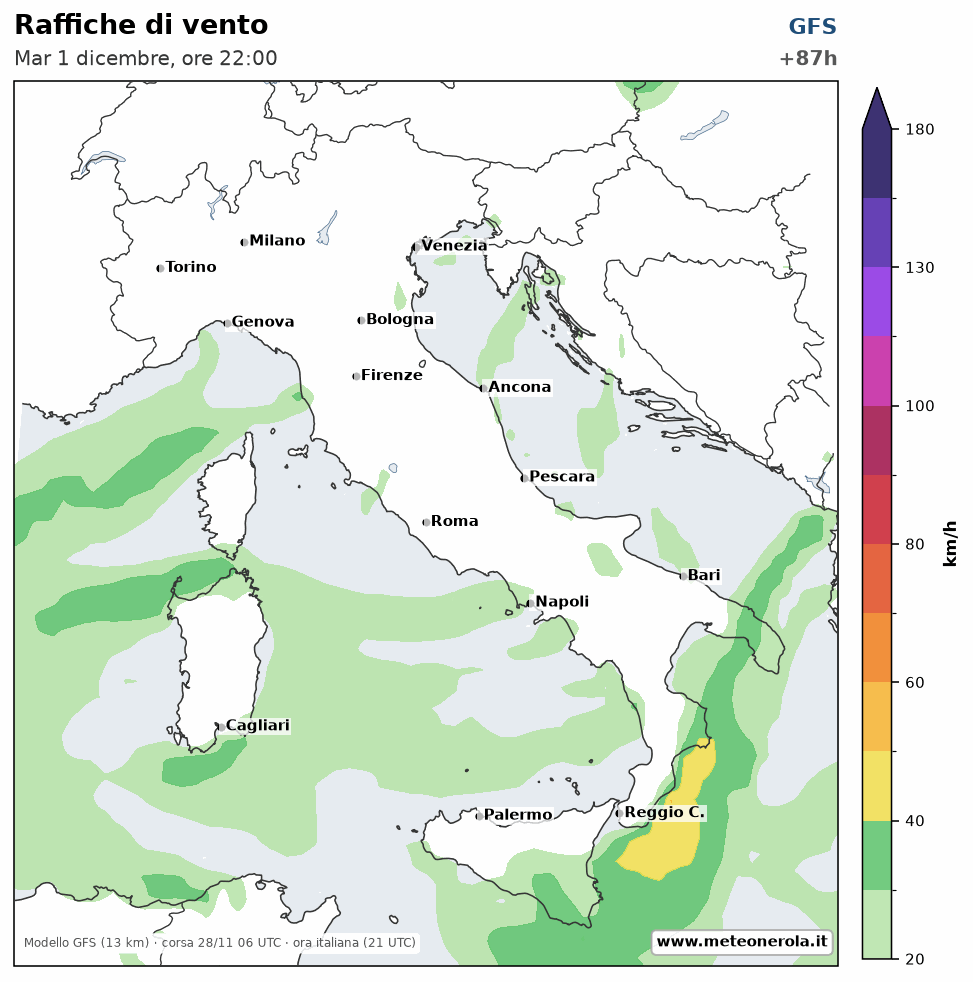 Raffiche di vento
GFS
Mar 1 dicembre, ore 22:00
+87h
180
Venezia
Milano
Torino
130
Bologna
Genova
Firenze
Ancona
100
Pescara
Roma
80
km/h
Bari
Napoli
60
Cagliari
Reggio C.
Palermo
40
Modello GFS (13 km) · corsa 28/11 06 UTC · ora italiana (21 UTC)
www.meteonerola.it
20